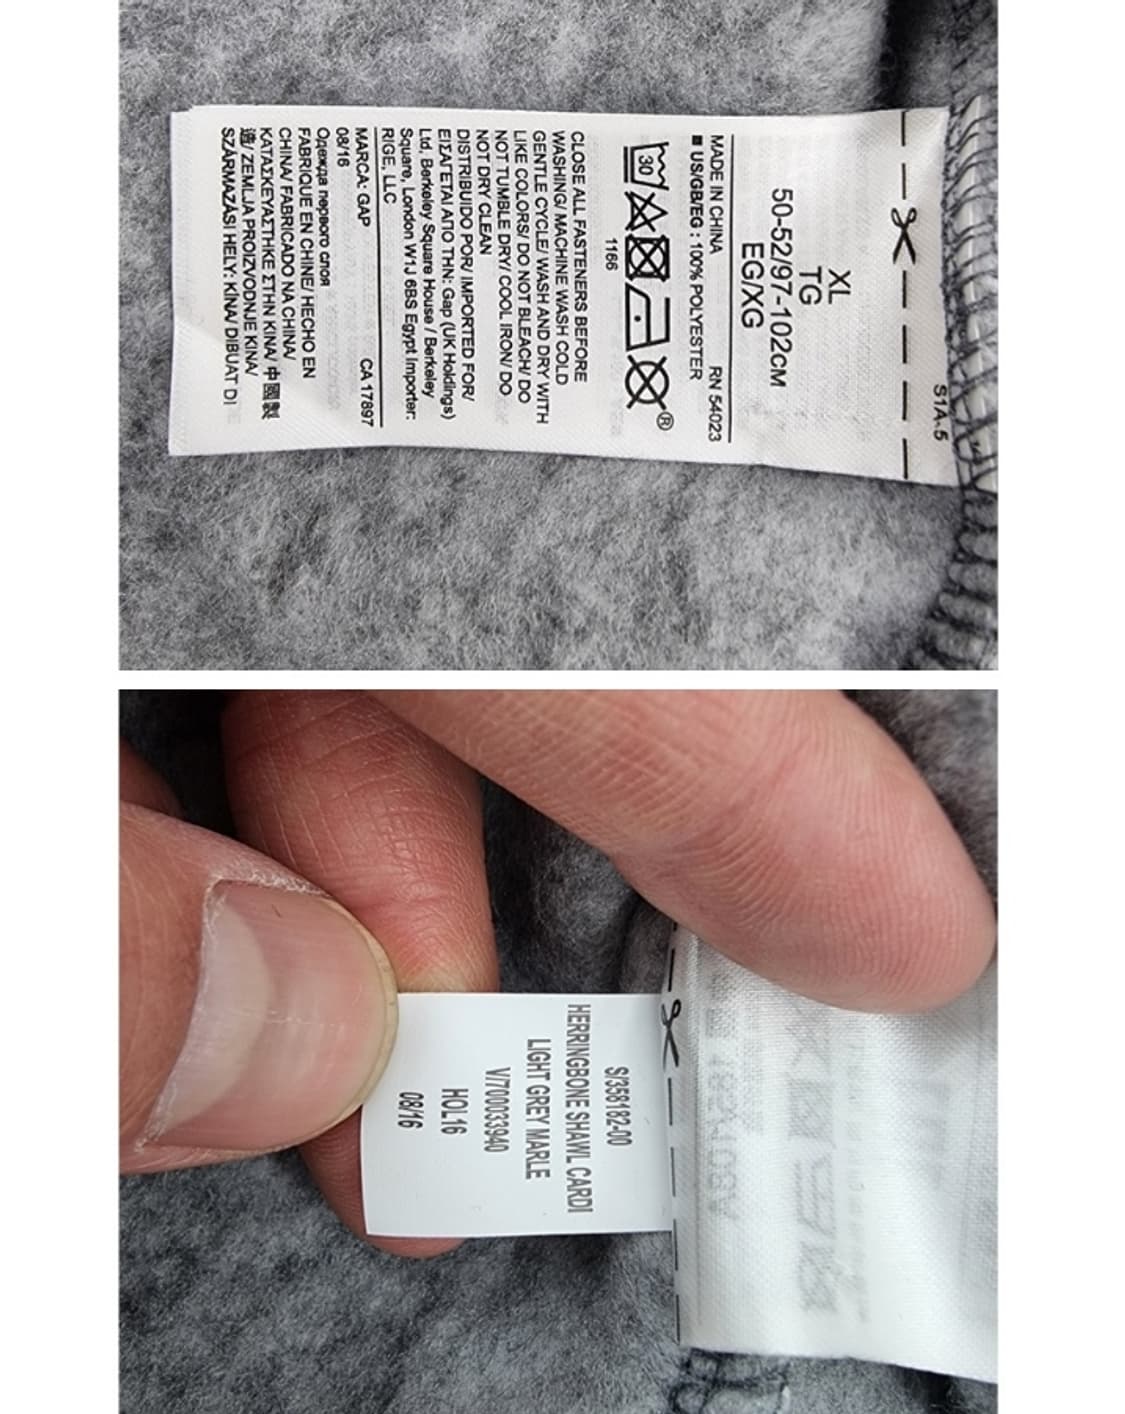 S1A.5
XL
TG
50-52/97-102CM
EG/XG
MADE IN CHINA RN 54023
■ US/GB/EG : 100% POLYESTER
30
®
1166
CLOSE ALL FASTENERS BEFORE
WASHING/ MACHINE WASH COLD
GENTLE CYCLE/ WASH AND DRY WITH
LIKE COLORS/ DO NOT BLEACH/ DO
NOT TUMBLE DRY/ COOL IRON/ DO
NOT DRY CLEAN
DISTRIBUIDO POR/ IMPORTED FOR/
ΕΙΣΑΓΕΤΑΙ ΑΠΟ ΤΗΝ: Gap (UK Holdings)
Ltd, Berkeley Square House / Berkeley
Square, London W1J 6BS Egypt Importer:
RIGE, LLC
MARCA: GAP CA 17897
08/16
Одежда первого слоя
FABRIQUE EN CHINE/ HECHO EN
CHINA/ FABRICADO NA CHINA/
ΚΑΤΑΣΚΕΥΑΣΤΗΚΕ ΣΤΗΝ ΚΙΝΑ/ 中國製
造/ ZEMLJA PROIZVODNJE KINA/
SZÁRMAZÁSI HELY: KÍNA/ DIBUAT DI
S/358182-00
HERRINGBONE SHAWL CARDI
LIGHT GREY MARLE
V/700033940
HOL16
08/16